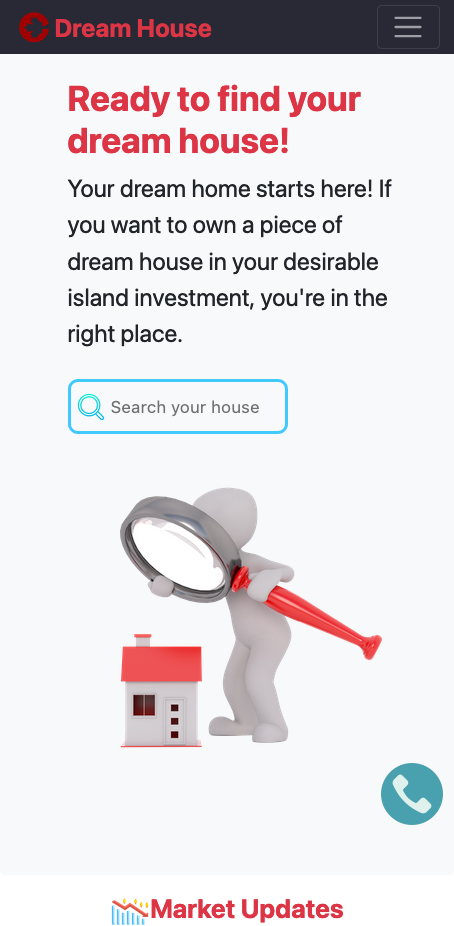 Dream House
Ready to find your
dream house!
Your dream home starts here! If
you want to own a piece of
dream house in your desirable
island investment, you're in the
right place.
Search your house
Market Updates